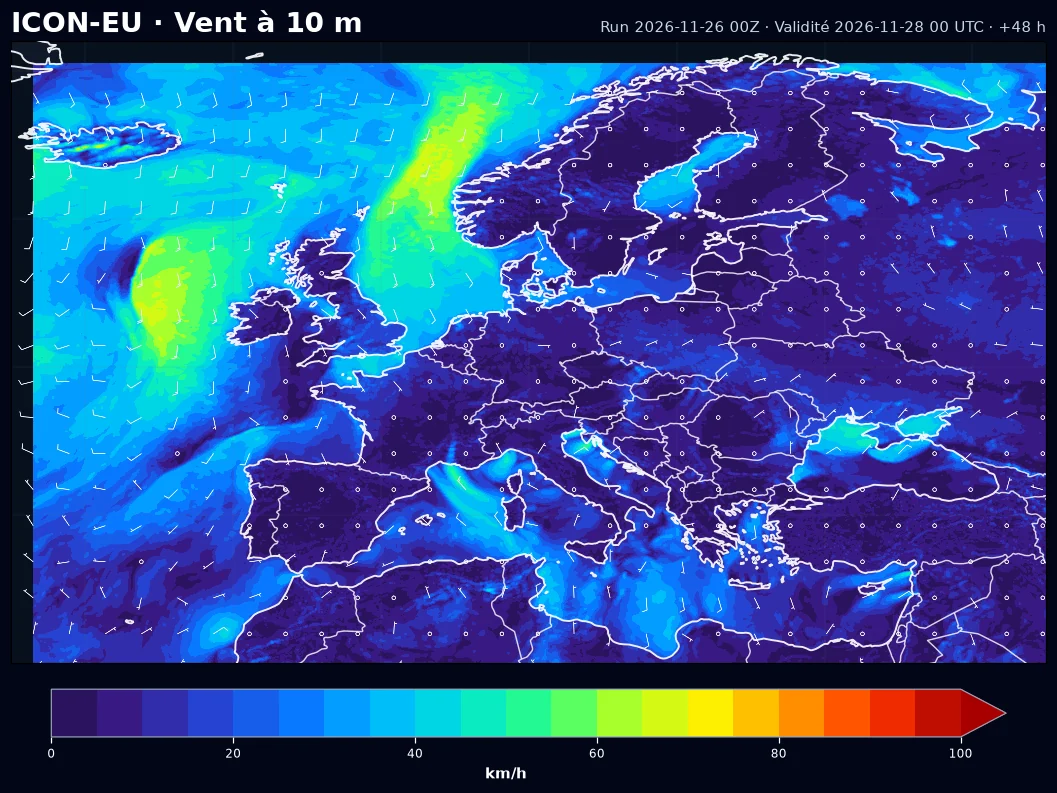 ICON-EU · Vent à 10 m
Run 2026-11-26 00Z · Validité 2026-11-28 00 UTC · +48 h
0 20 40 60 80 100
km/h